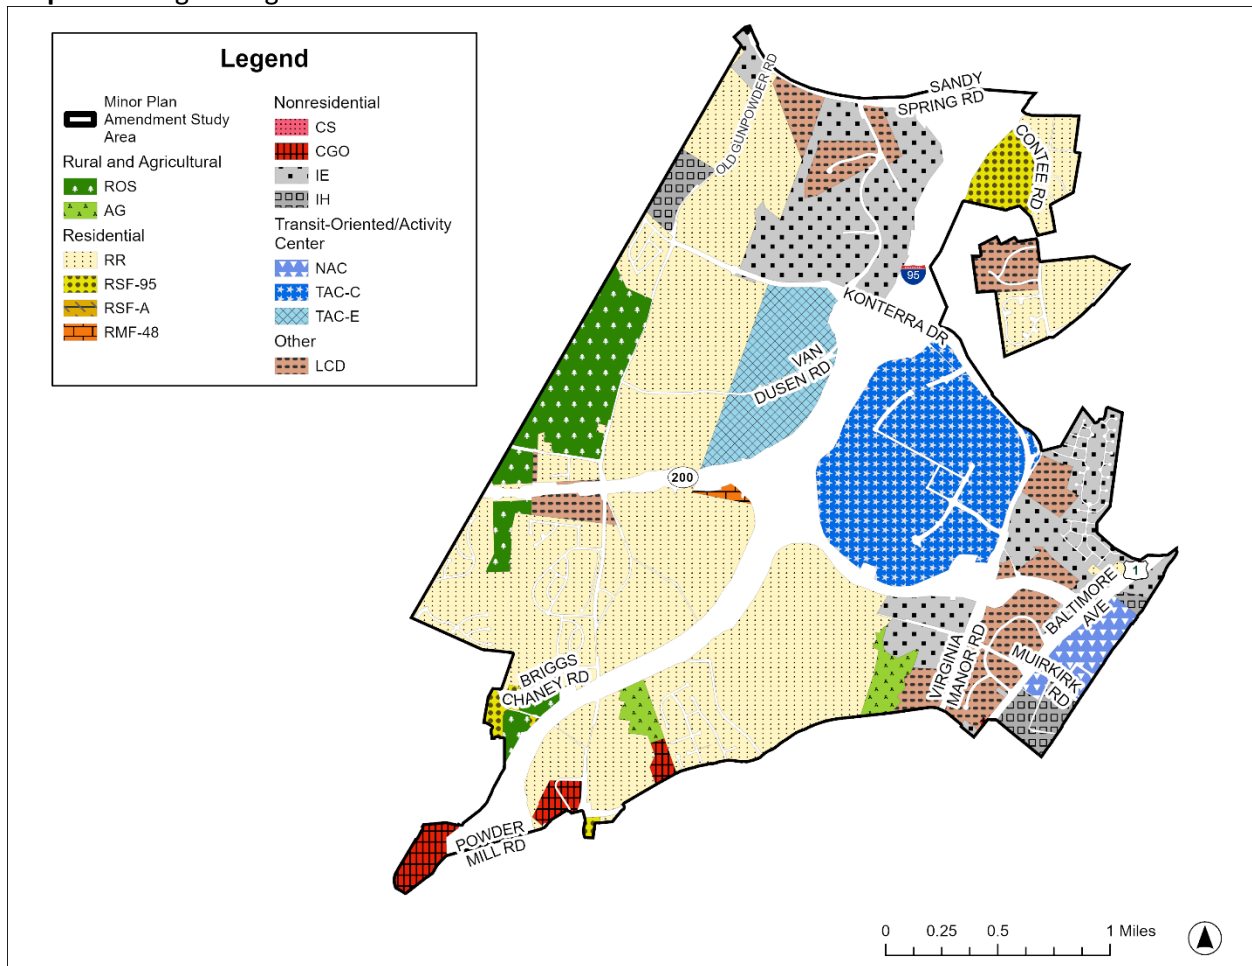 Legend
Minor Plan
Amendment Study
Area
Rural and Agricultural
ROS
AG
Residential
RR
RSF-95
RSF-A
RMF-48
Nonresidential
CS
CGO
IE
IH
Transit-Oriented/Activity
Center
NAC
TAC-C
TAC-E
Other
LCD
OLD GUNPOWDER RD
SANDY
SPRING RD
CONTEE RD
95
KONTERRA DR
VAN
DUSEN RD
200
1
BALTIMORE
AVE
VIRGINIA
MANOR RD
MUIRKIRK
RD
BRIGGS
CHANEY RD
POWDER
MILL RD
0 0.25 0.5 1 Miles